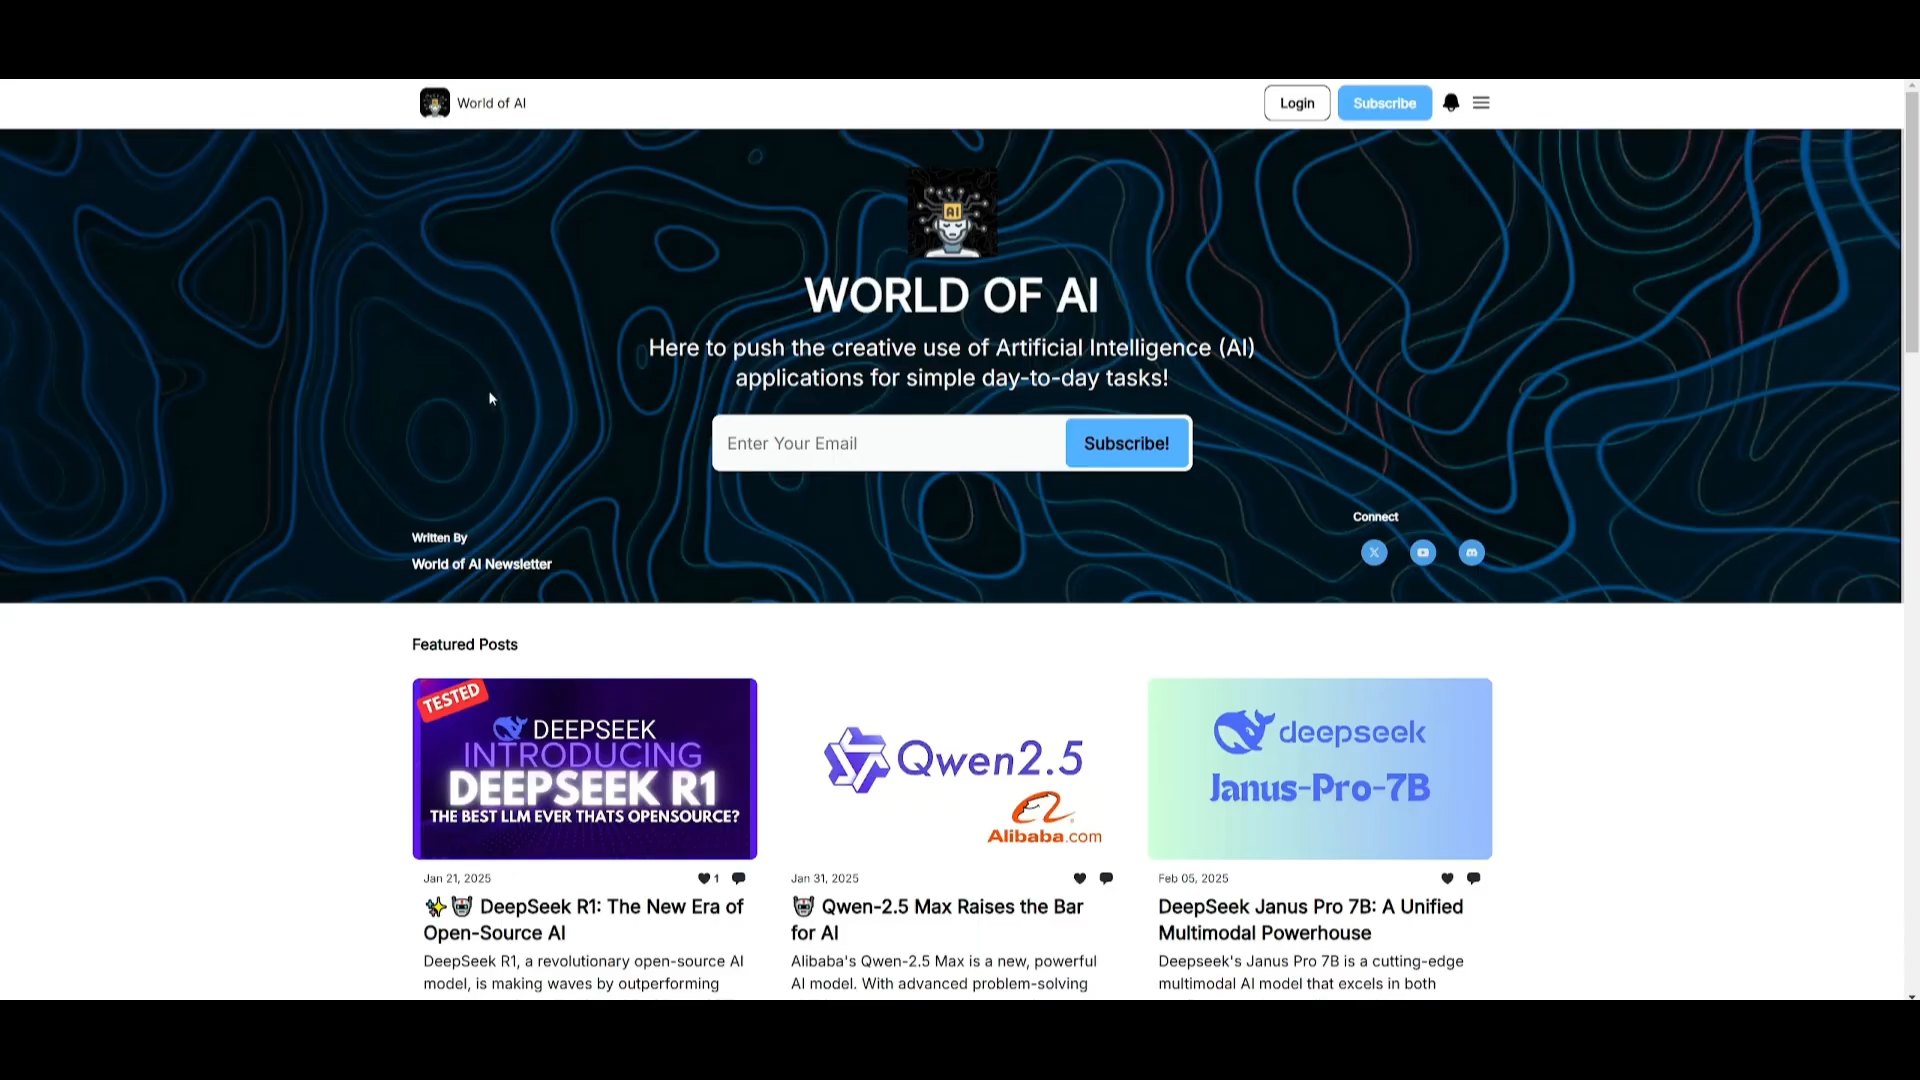 World of AI
Login
Subscribe
AI
WORLD OF AI
Here to push the creative use of Artificial Intelligence (AI)
applications for simple day-to-day tasks!
Enter Your Email
Subscribe!
Connect
Written By
World of AI Newsletter
Featured Posts
TESTED
DEEPSEEK
INTRODUCING
DEEPSEEK R1
THE BEST LLM EVER THATS OPENSOURCE?
Jan 21, 2025
1
✨🤖 DeepSeek R1: The New Era of
Open-Source AI
DeepSeek R1, a revolutionary open-source AI
model, is making waves by outperforming
Qwen2.5
Alibaba.com
Jan 31, 2025
🤖 Qwen-2.5 Max Raises the Bar
for AI
Alibaba's Qwen-2.5 Max is a new, powerful
AI model. With advanced problem-solving
deepseek
Janus-Pro-7B
Feb 05, 2025
DeepSeek Janus Pro 7B: A Unified
Multimodal Powerhouse
Deepseek's Janus Pro 7B is a cutting-edge
multimodal AI model that excels in both